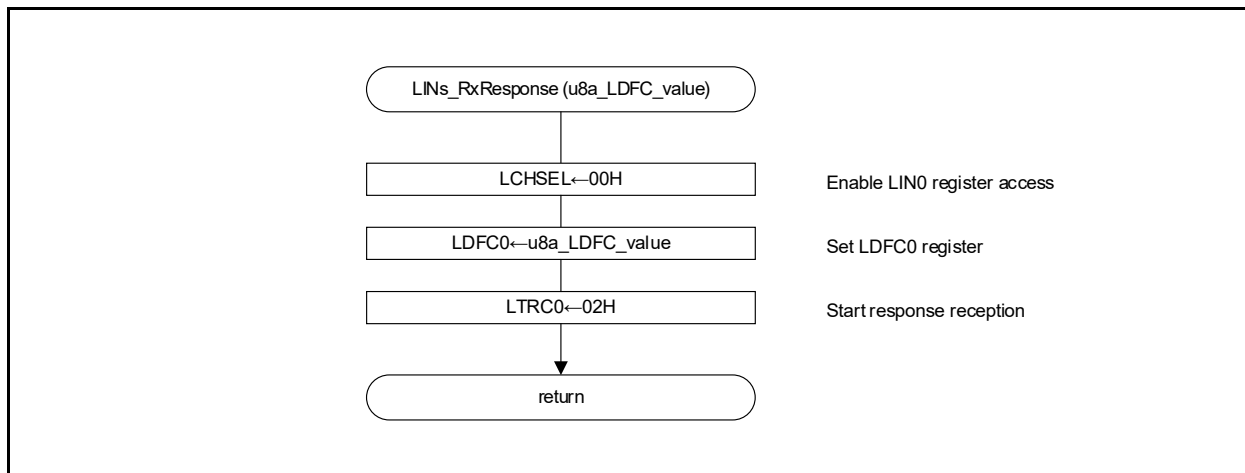 LINs_RxResponse (u8a_LDFC_value)
LCHSEL←00H Enable LIN0 register access
LDFC0←u8a_LDFC_value Set LDFC0 register
LTRC0←02H Start response reception
return